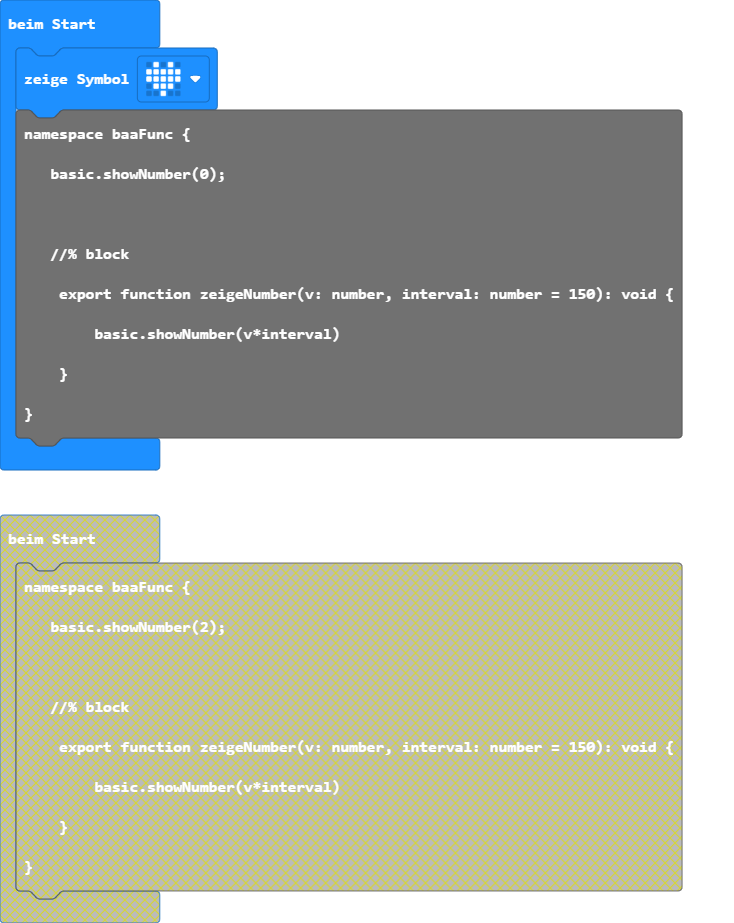 beim Start
zeige Symbol
namespace baaFunc {
basic.showNumber(0);
//% block
export function zeigeNumber(v: number, interval: number = 150): void {
basic.showNumber(v*interval)
}
}
beim Start
namespace baaFunc {
basic.showNumber(2);
//% block
export function zeigeNumber(v: number, interval: number = 150): void {
basic.showNumber(v*interval)
}
}